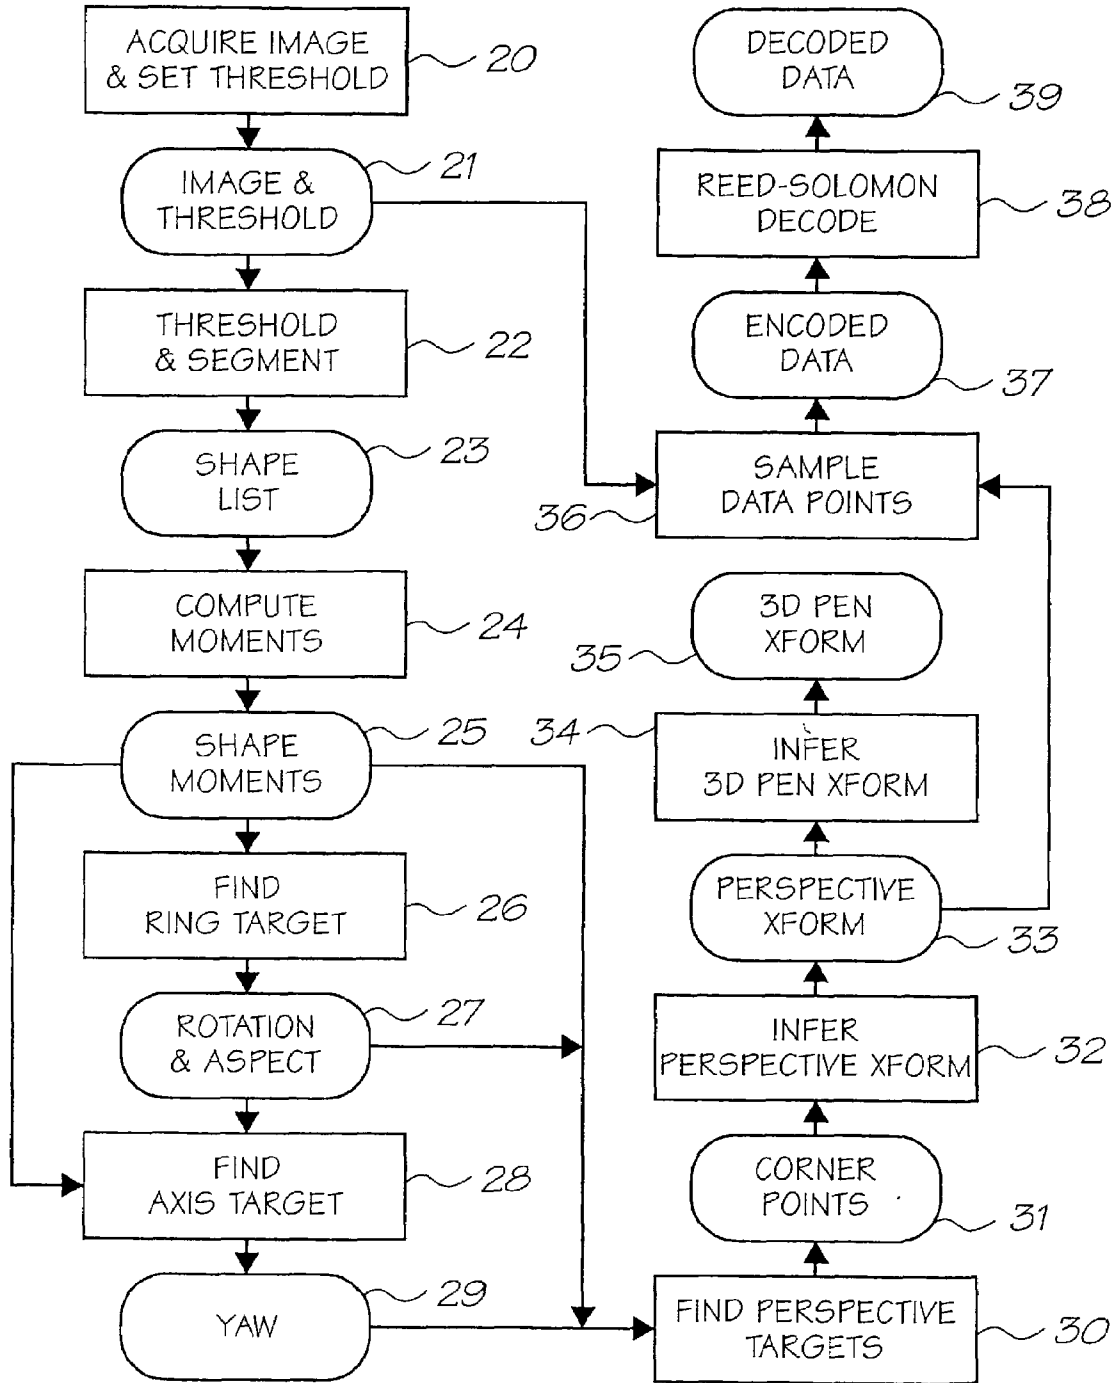 ACQUIRE IMAGE
& SET THRESHOLD
20
IMAGE &
THRESHOLD
21
THRESHOLD
& SEGMENT
22
SHAPE
LIST
23
COMPUTE
MOMENTS
24
SHAPE
MOMENTS
25
FIND
RING TARGET
26
ROTATION
& ASPECT
27
FIND
AXIS TARGET
28
YAW
29
DECODED
DATA
39
REED-SOLOMON
DECODE
38
ENCODED
DATA
37
SAMPLE
DATA POINTS
36
3D PEN
XFORM
35
34
INFER
3D PEN XFORM
PERSPECTIVE
XFORM
33
INFER
PERSPECTIVE XFORM
32
CORNER
POINTS
31
FIND PERSPECTIVE
TARGETS
30